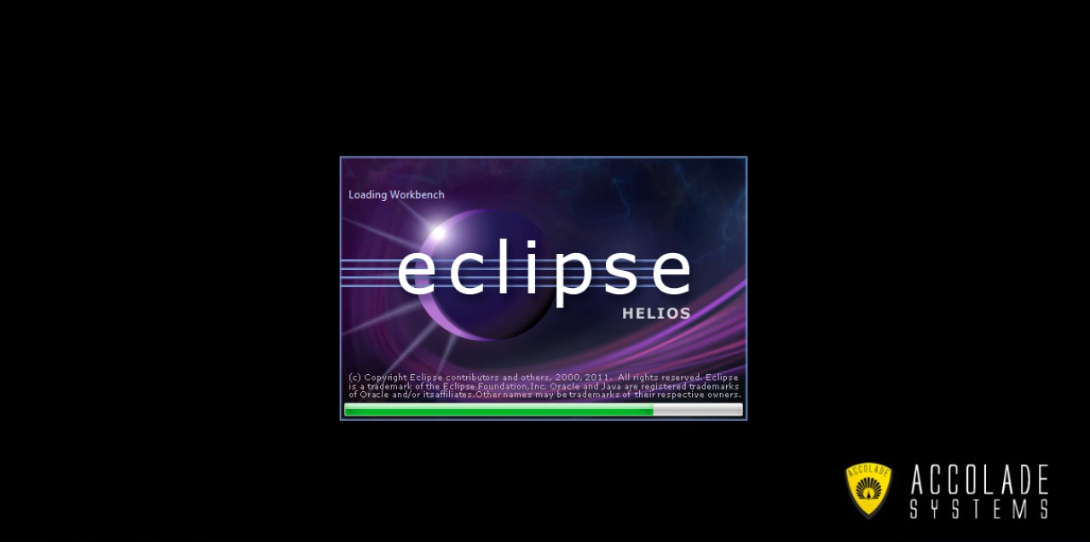 Loading Workbench
eclipse
HELIOS
(c) Copyright Eclipse contributors and others, 2000, 2011. All rights reserved. Eclipse
is a trademark of the Eclipse Foundation,Inc. Oracle and Java are registered trademarks
of Oracle and/or itsaffiliates.Other names may be trademarks of their respective owners.
ACCOLADE
ACCOLADE
SYSTEMS